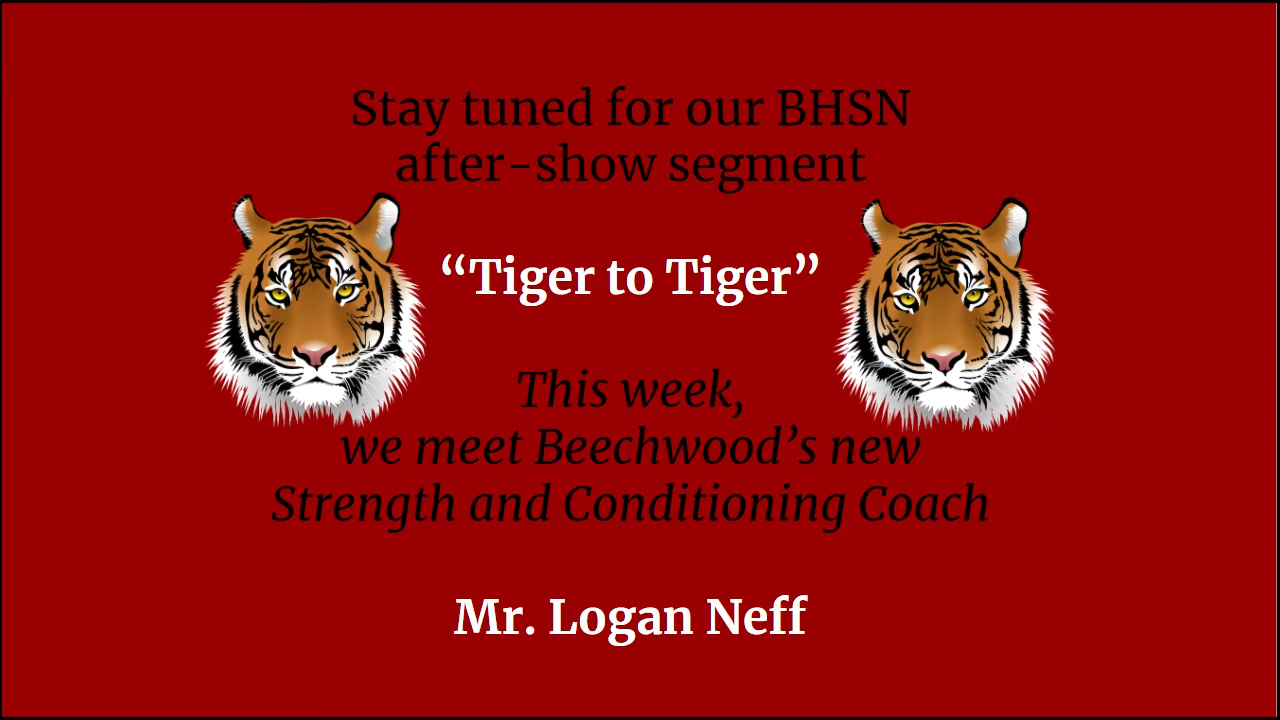 Stay tuned for our BHSN
after-show segment
“Tiger to Tiger”
This week,
we meet Beechwood’s new
Strength and Conditioning Coach
Mr. Logan Neff